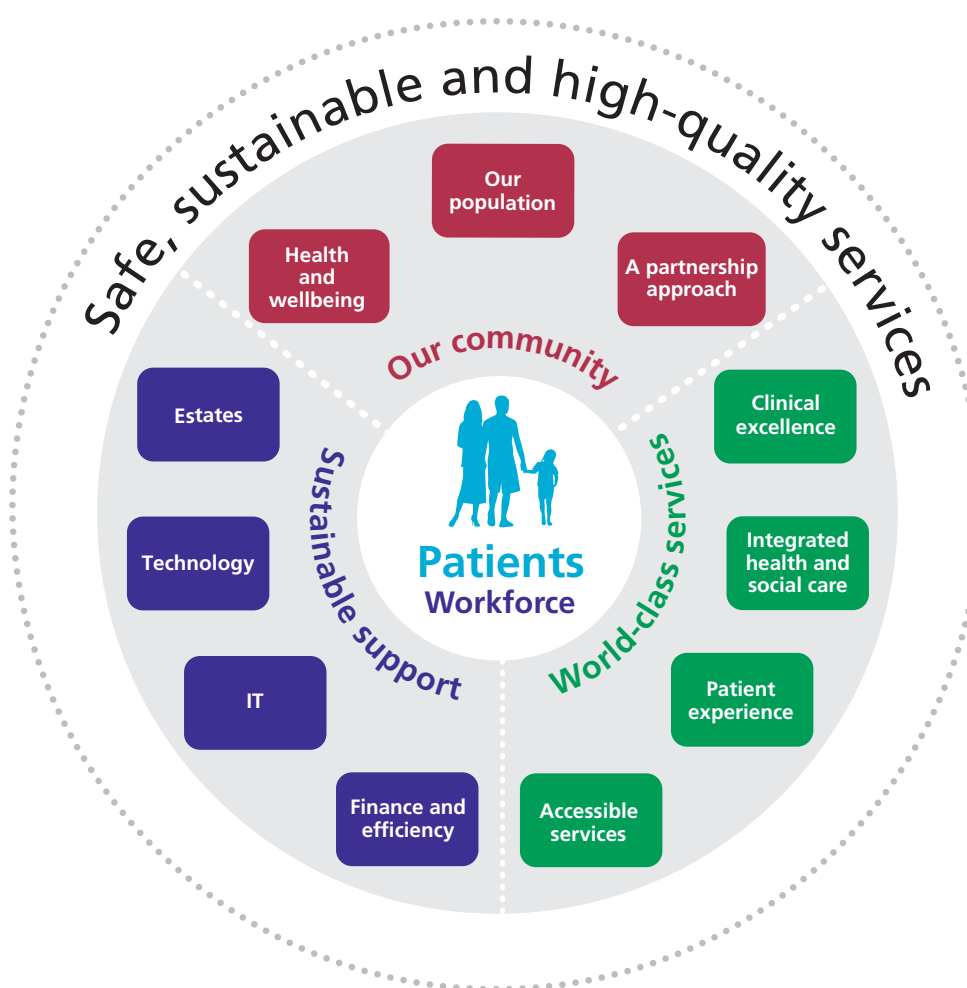 Safe, sustainable and high-quality services
Our
population
Health
and
wellbeing
A partnership
approach
Our community
Estates
Technology
IT
Finance and
efficiency
Sustainable support
Clinical
excellence
Integrated
health and
social care
Patient
experience
Accessible
services
World-class services
Patients
Workforce